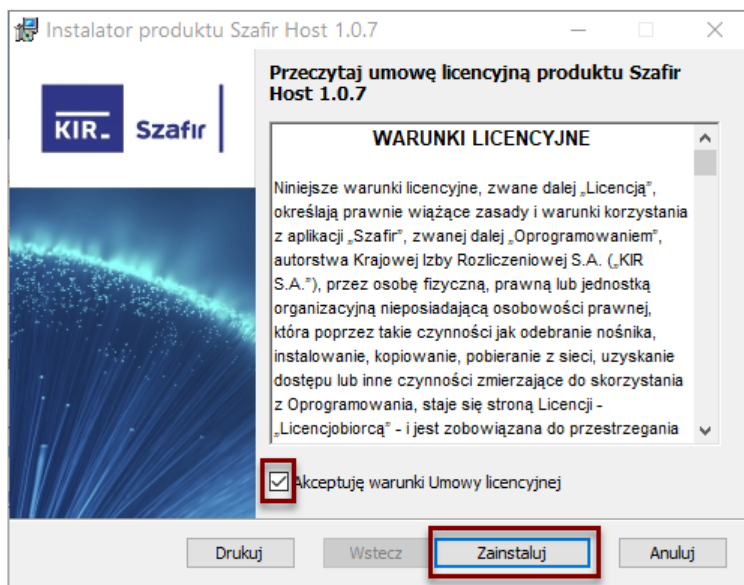 Instalator produktu Szafir Host 1.0.7
KIR Szafir
Przeczytaj umowę licencyjną produktu Szafir
Host 1.0.7
WARUNKI LICENCYJNE
Niniejsze warunki licencyjne, zwane dalej „Licencją”,
określają prawnie wiążące zasady i warunki korzystania
z aplikacji „Szafir”, zwanej dalej „Oprogramowaniem”,
autorstwa Krajowej Izby Rozliczeniowej S.A. („KIR
S.A.”), przez osobę fizyczną, prawną lub jednostką
organizacyjną nieposiadającą osobowości prawnej,
która poprzez takie czynności jak odebranie nośnika,
instalowanie, kopiowanie, pobieranie z sieci, uzyskanie
dostępu lub inne czynności zmierzające do skorzystania
z Oprogramowania, staje się stroną Licencji -
„Licencjobiorcą” - i jest zobowiązana do przestrzegania
Akceptuję warunki Umowy licencyjnej
Drukuj Wstecz Zainstaluj Anuluj